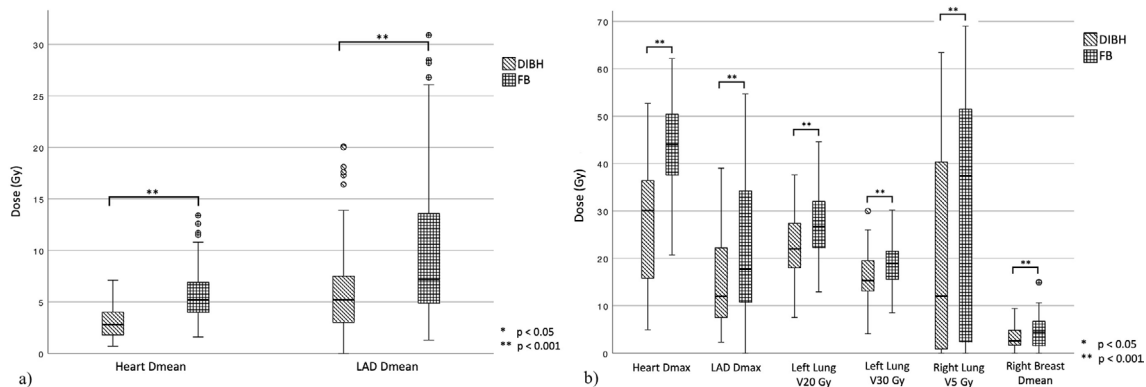 30
25
20
15
10
5
0
Dose (Gy)
**
**
DIBH
FB
* p < 0.05
** p < 0.001
Heart Dmean
LAD Dmean
a)
70
60
50
40
30
20
10
0
Dose (Gy)
**
**
**
**
**
**
DIBH
FB
* p < 0.05
** p < 0.001
Heart Dmax
LAD Dmax
Left Lung
V20 Gy
Left Lung
V30 Gy
Right Lung
V5 Gy
Right Breast
Dmean
b)